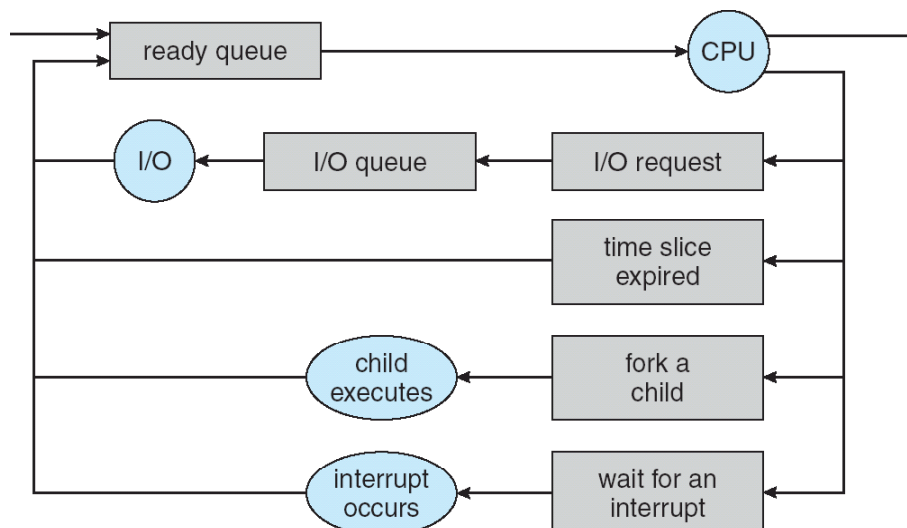 ready queue
CPU
I/O
I/O queue
I/O request
time slice
expired
child
executes
fork a
child
interrupt
occurs
wait for an
interrupt